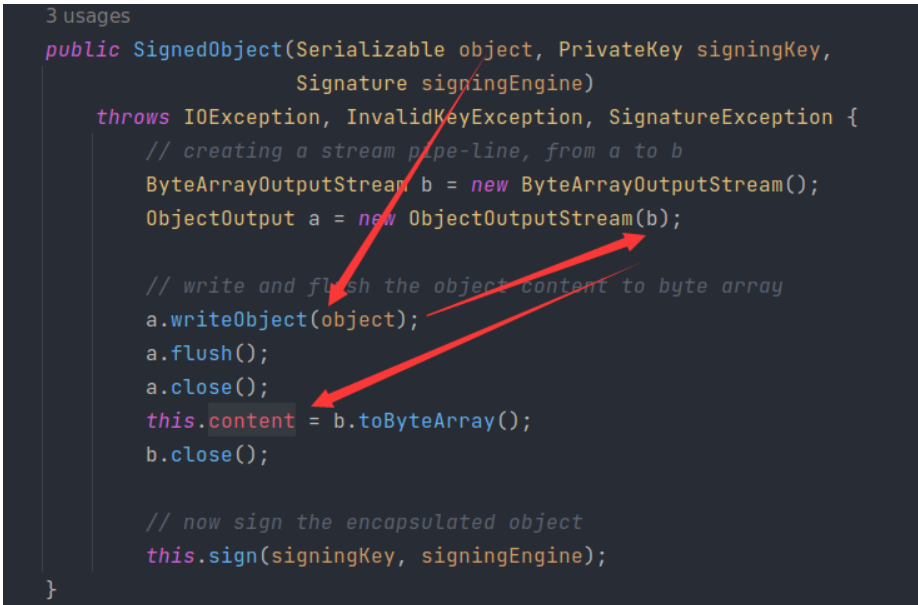 3 usages
public SignedObject(Serializable object, PrivateKey signingKey,
Signature signingEngine)
throws IOException, InvalidKeyException, SignatureException {
// creating a stream pipe-line, from a to b
ByteArrayOutputStream b = new ByteArrayOutputStream();
ObjectOutput a = new ObjectOutputStream(b);
// write and flush the object content to byte array
a.writeObject(object);
a.flush();
a.close();
this.content = b.toByteArray();
b.close();
// now sign the encapsulated object
this.sign(signingKey, signingEngine);
}